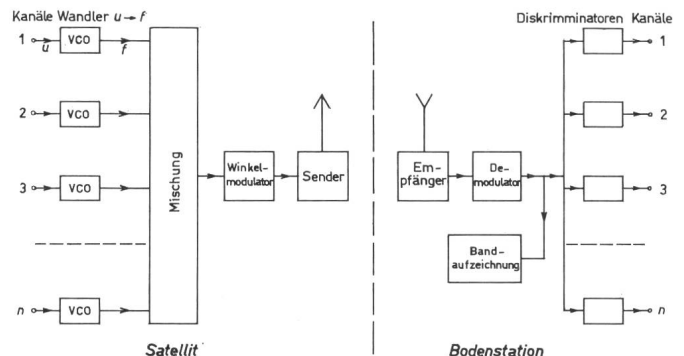 Kanäle Wandler u → f
Diskrimminatoren Kanäle
1 u VCO f
1
2 VCO
2
3 VCO
3
n VCO
n
Mischung
Winkel-
modulator
Sender
Em-
pfänger
De-
modulator
Band-
aufzeichnung
Satellit
Bodenstation